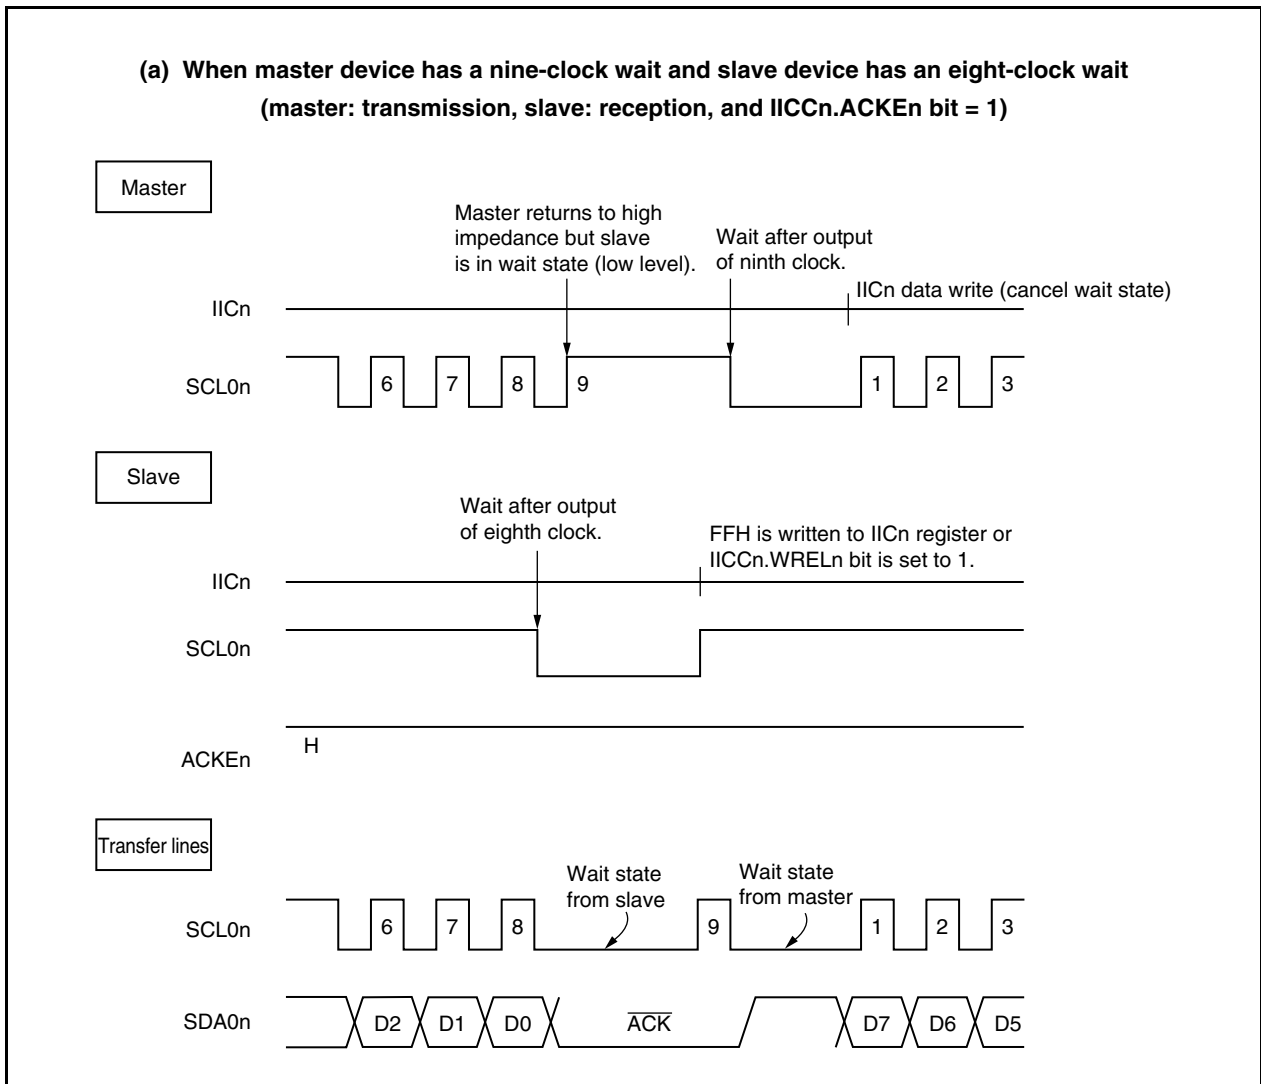 (a) When master device has a nine-clock wait and slave device has an eight-clock wait
(master: transmission, slave: reception, and IICCn.ACKEn bit = 1)
Master
Master returns to high
impedance but slave
is in wait state (low level).
Wait after output
of ninth clock.
IICn data write (cancel wait state)
IICn
SCL0n
6 7 8 9 1 2 3
Slave
Wait after output
of eighth clock.
FFH is written to IICn register or
IICCn.WRELn bit is set to 1.
IICn
SCL0n
H
ACKEn
Transfer lines
Wait state
from slave
Wait state
from master
SCL0n
6 7 8 9 1 2 3
SDA0n
D2 D1 D0 A̅C̅K̅ D7 D6 D5